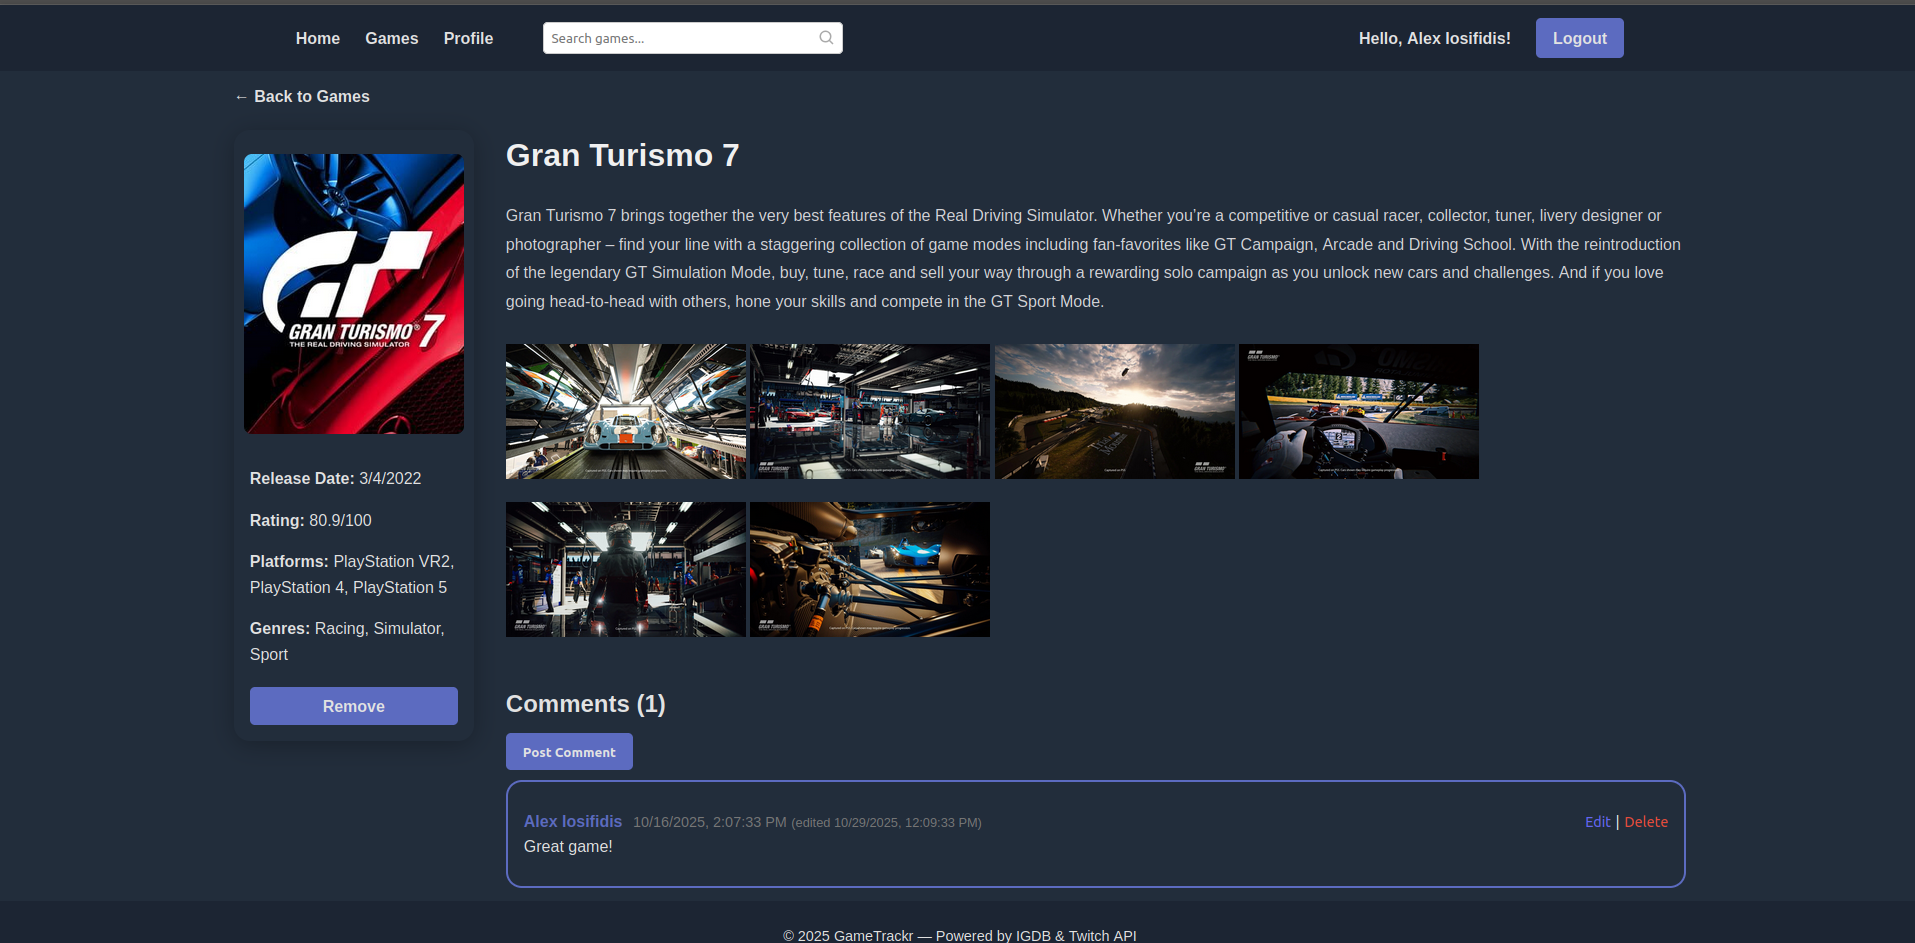 Home Games Profile Search games... Hello, Alex Iosifidis! Logout
← Back to Games
GT
GRAN TURISMO® 7
THE REAL DRIVING SIMULATOR
Release Date: 3/4/2022
Rating: 80.9/100
Platforms: PlayStation VR2,
PlayStation 4, PlayStation 5
Genres: Racing, Simulator,
Sport
Remove
Gran Turismo 7
Gran Turismo 7 brings together the very best features of the Real Driving Simulator. Whether you’re a competitive or casual racer, collector, tuner, livery designer or
photographer – find your line with a staggering collection of game modes including fan-favorites like GT Campaign, Arcade and Driving School. With the reintroduction
of the legendary GT Simulation Mode, buy, tune, race and sell your way through a rewarding solo campaign as you unlock new cars and challenges. And if you love
going head-to-head with others, hone your skills and compete in the GT Sport Mode.
Comments (1)
Post Comment
Alex Iosifidis 10/16/2025, 2:07:33 PM (edited 10/29/2025, 12:09:33 PM) Edit | Delete
Great game!
© 2025 GameTrackr — Powered by IGDB & Twitch API